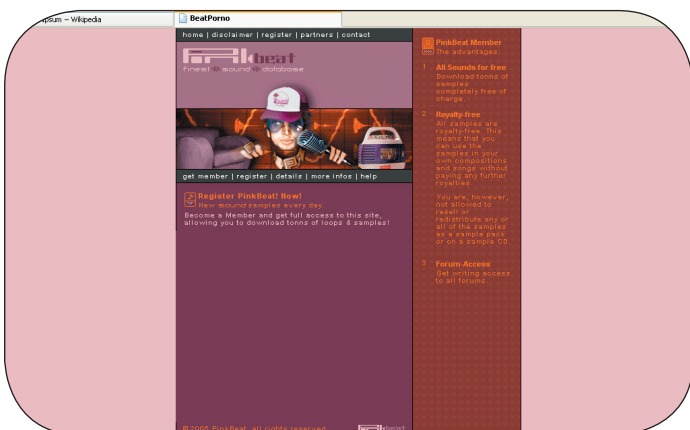 psum – Wikipedia
BeatPorno
home | disclaimer | register | partners | contact
beat
finest sound database
get member | register | details | more infos | help
Register PinkBeat! Now!
New sound samples every day.
Become a Member and get full access to this site,
allowing you to download tonns of loops & samples!
© 2005 PinkBeat, all rights reserved
beat
PinkBeat Member
The advantages:
1 All Sounds for free
Download tonns of
samples
completely free of
charge.
2 Royalty-free
All samples are
royalty-free. This
means that you
can use the
samples in your
own compositions
and songs without
paying any further
royalties.
You are, however,
not allowed to
resell or
redistribute any or
all of the samples
as a sample pack
or on a sample CD.
3 Forum-Access
Get writing access
to all forums.